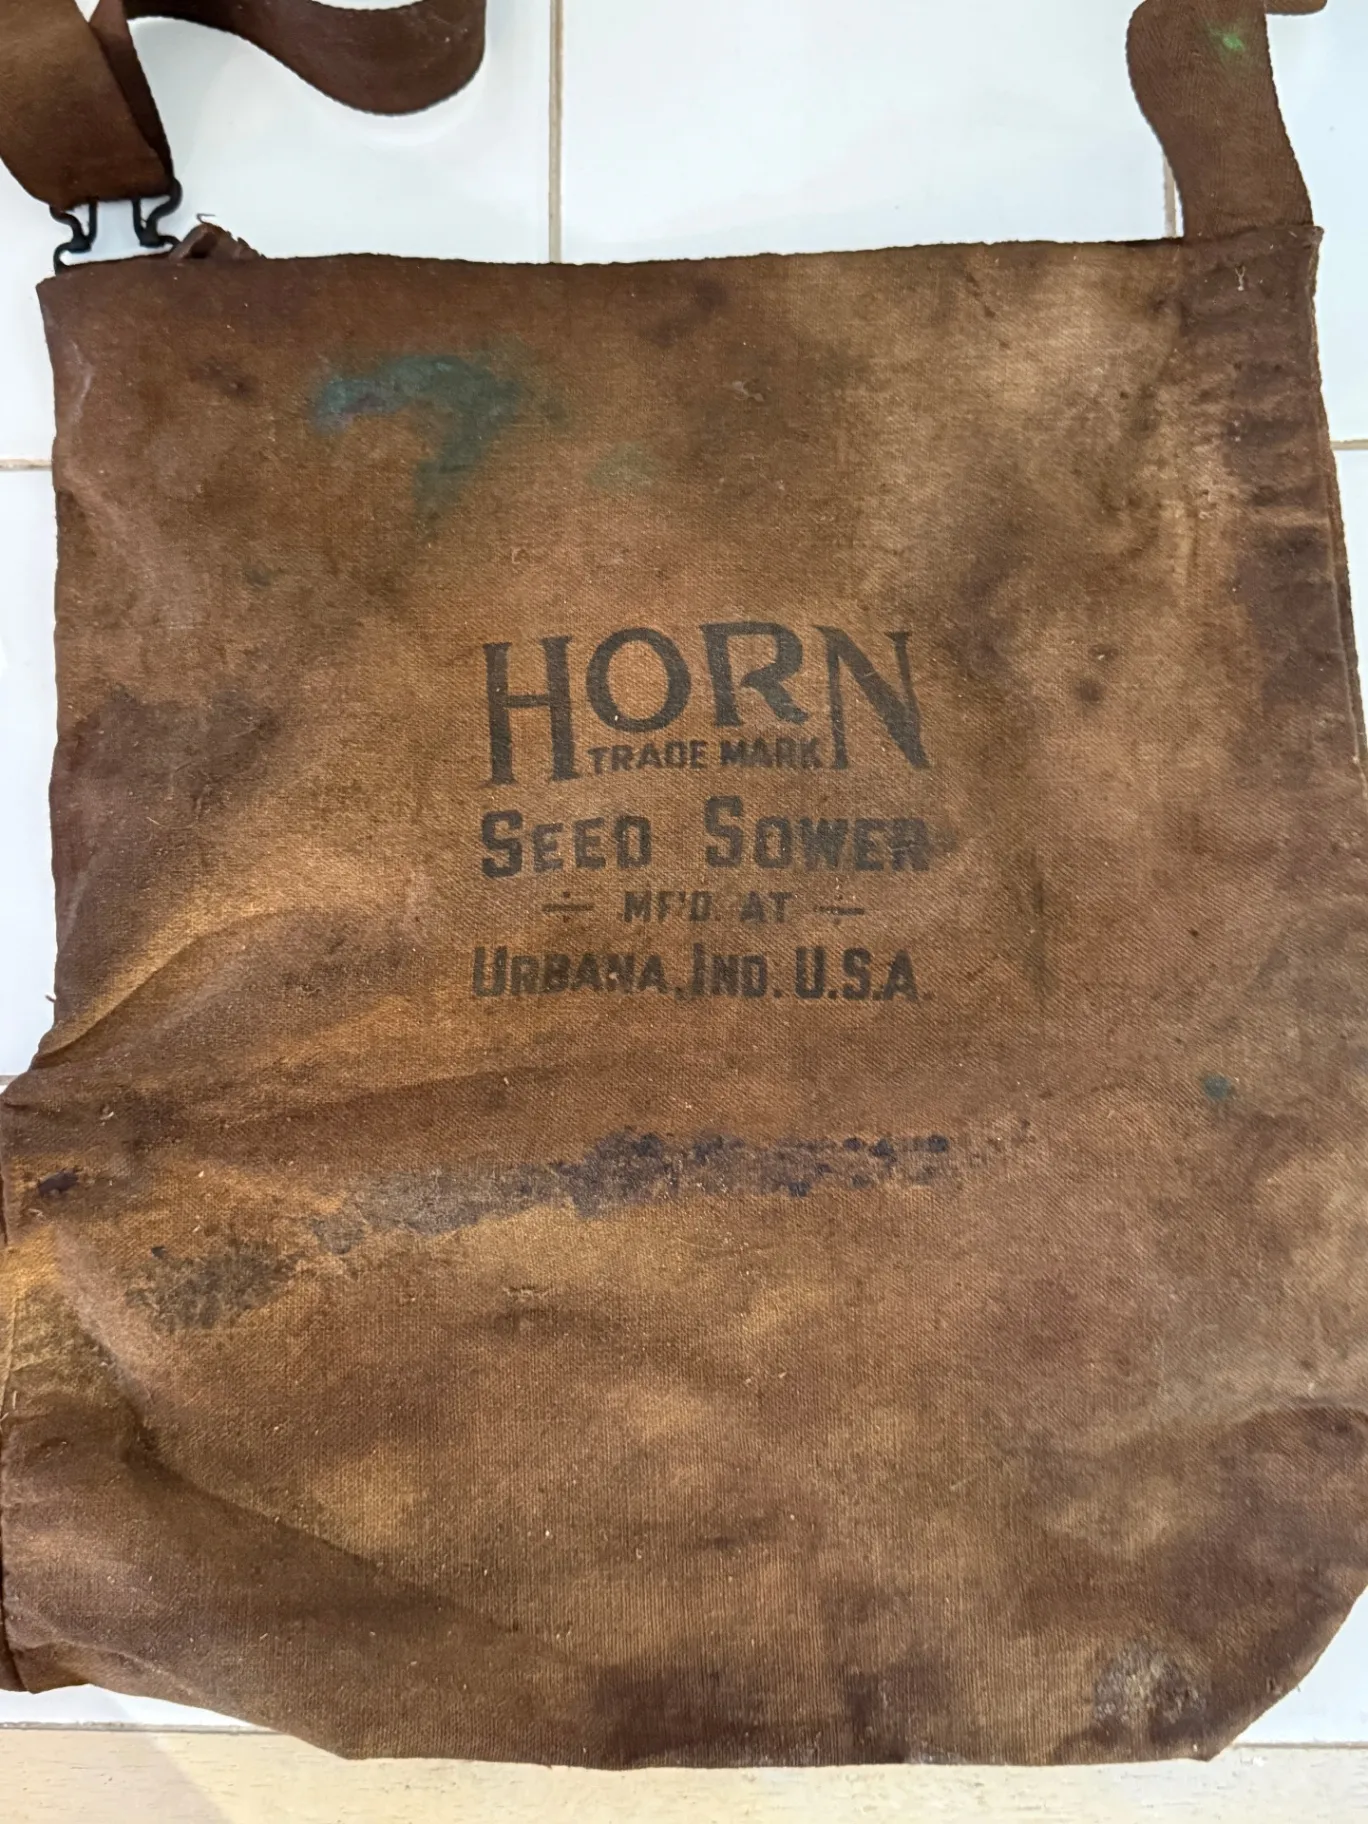 HORN
TRADE MARK
SEED SOWER
MF'D. AT
URBANA, IND. U.S.A.